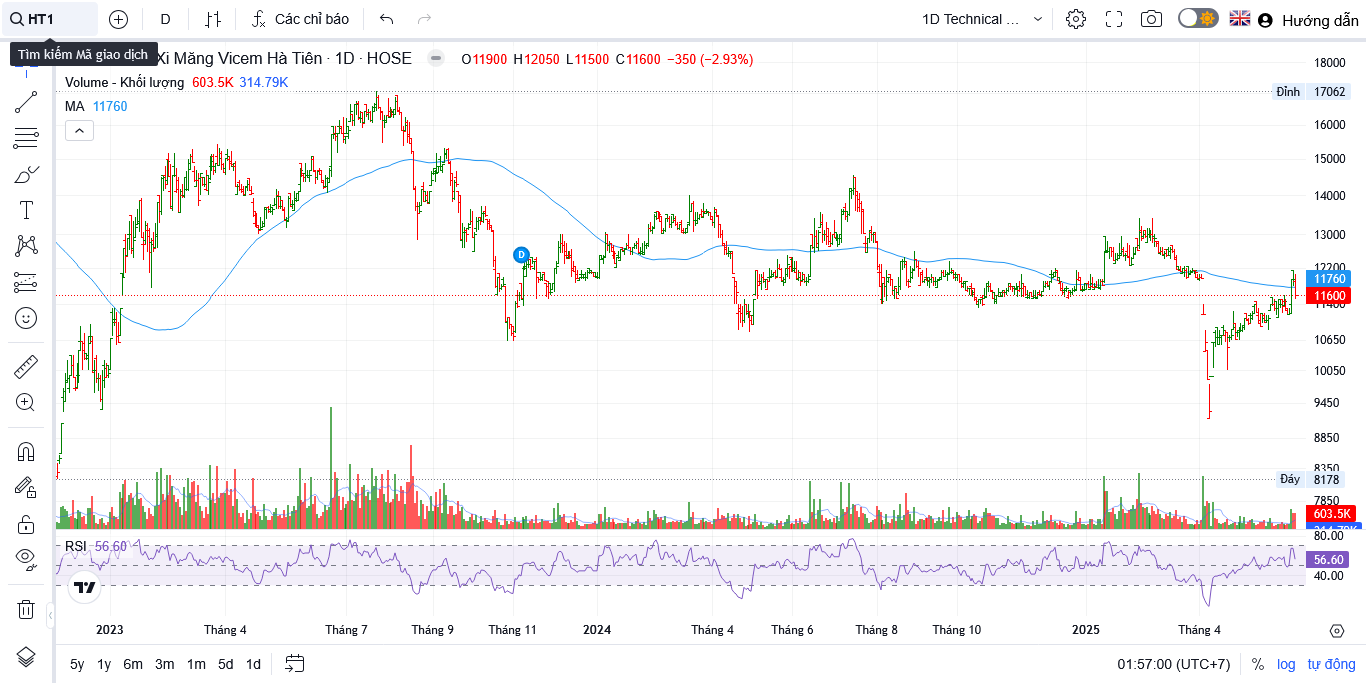 HT1
D
Các chỉ báo
1D Technical ...
Hướng dẫn
Tìm kiếm Mã giao dịch
Xi Măng Vicem Hà Tiên · 1D · HOSE
O11900 H12050 L11500 C11600 −350 (−2.93%)
Volume - Khối lượng 603.5K 314.79K
MA 11760
18000
Đỉnh 17062
16000
15000
14000
13000
D
12200
11760
11600
11400
10650
10050
9450
8850
8350
Đáy 8178
7850
603.5K
314.79K
RSI 56.60
80.00
56.60
40.00
2023 Tháng 4 Tháng 7 Tháng 9 Tháng 11 2024 Tháng 4 Tháng 6 Tháng 8 Tháng 10 2025 Tháng 4
5y 1y 6m 3m 1m 5d 1d
01:57:00 (UTC+7) % log tự động